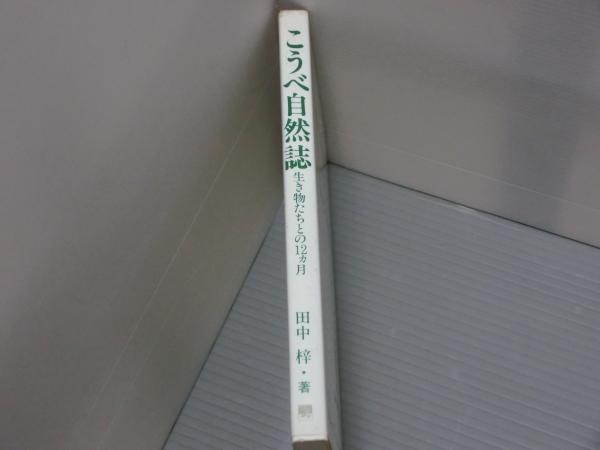 こうべ自然誌
生き物たちとの12ヵ月
田中 梓・著